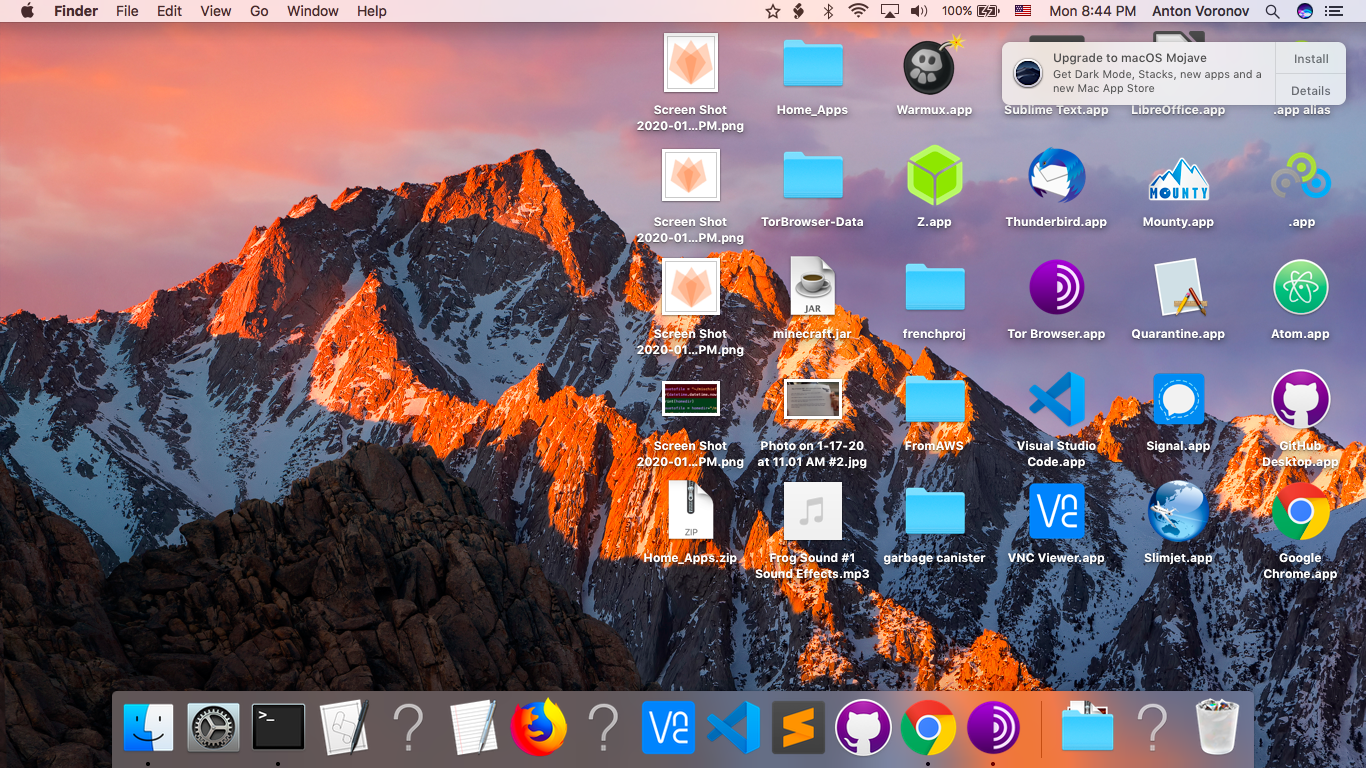 Finder File Edit View Go Window Help
100% Mon 8:44 PM Anton Voronov
Upgrade to macOS Mojave
Get Dark Mode, Stacks, new apps and a
new Mac App Store
Install
Details
Screen Shot
2020-01...PM.png
Home_Apps
Warmux.app
Sublime Text.app
LibreOffice.app
.app alias
Screen Shot
2020-01...PM.png
TorBrowser-Data
Z.app
Thunderbird.app
MOUNTY
Mounty.app
.app
Screen Shot
2020-01...PM.png
JAR
minecraft.jar
frenchproj
Tor Browser.app
Quarantine.app
Atom.app
Screen Shot
2020-01...PM.png
Photo on 1-17-20
at 11.01 AM #2.jpg
FromAWS
Visual Studio
Code.app
Signal.app
GitHub
Desktop.app
ZIP
Home_Apps.zip
Frog Sound #1
Sound Effects.mp3
garbage canister
VNC Viewer.app
Slimjet.app
Google
Chrome.app
>_